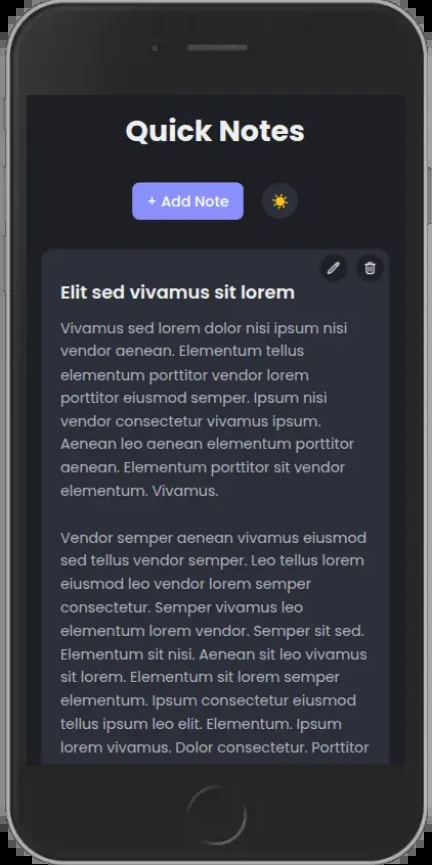 Quick Notes
+ Add Note
Elit sed vivamus sit lorem
Vivamus sed lorem dolor nisi ipsum nisi
vendor aenean. Elementum tellus
elementum porttitor vendor lorem
porttitor eiusmod semper. Ipsum nisi
vendor consectetur vivamus ipsum.
Aenean leo aenean elementum porttitor
aenean. Elementum porttitor sit vendor
elementum. Vivamus.
Vendor semper aenean vivamus eiusmod
sed tellus vendor semper. Leo tellus lorem
eiusmod leo vendor lorem semper
consectetur. Semper vivamus leo
elementum lorem vendor. Semper sit sed.
Elementum sit nisi. Aenean sit leo vivamus
sit lorem. Elementum sit lorem semper
elementum. Ipsum consectetur eiusmod
tellus ipsum leo elit. Elementum. Ipsum
lorem vivamus. Dolor consectetur. Porttitor